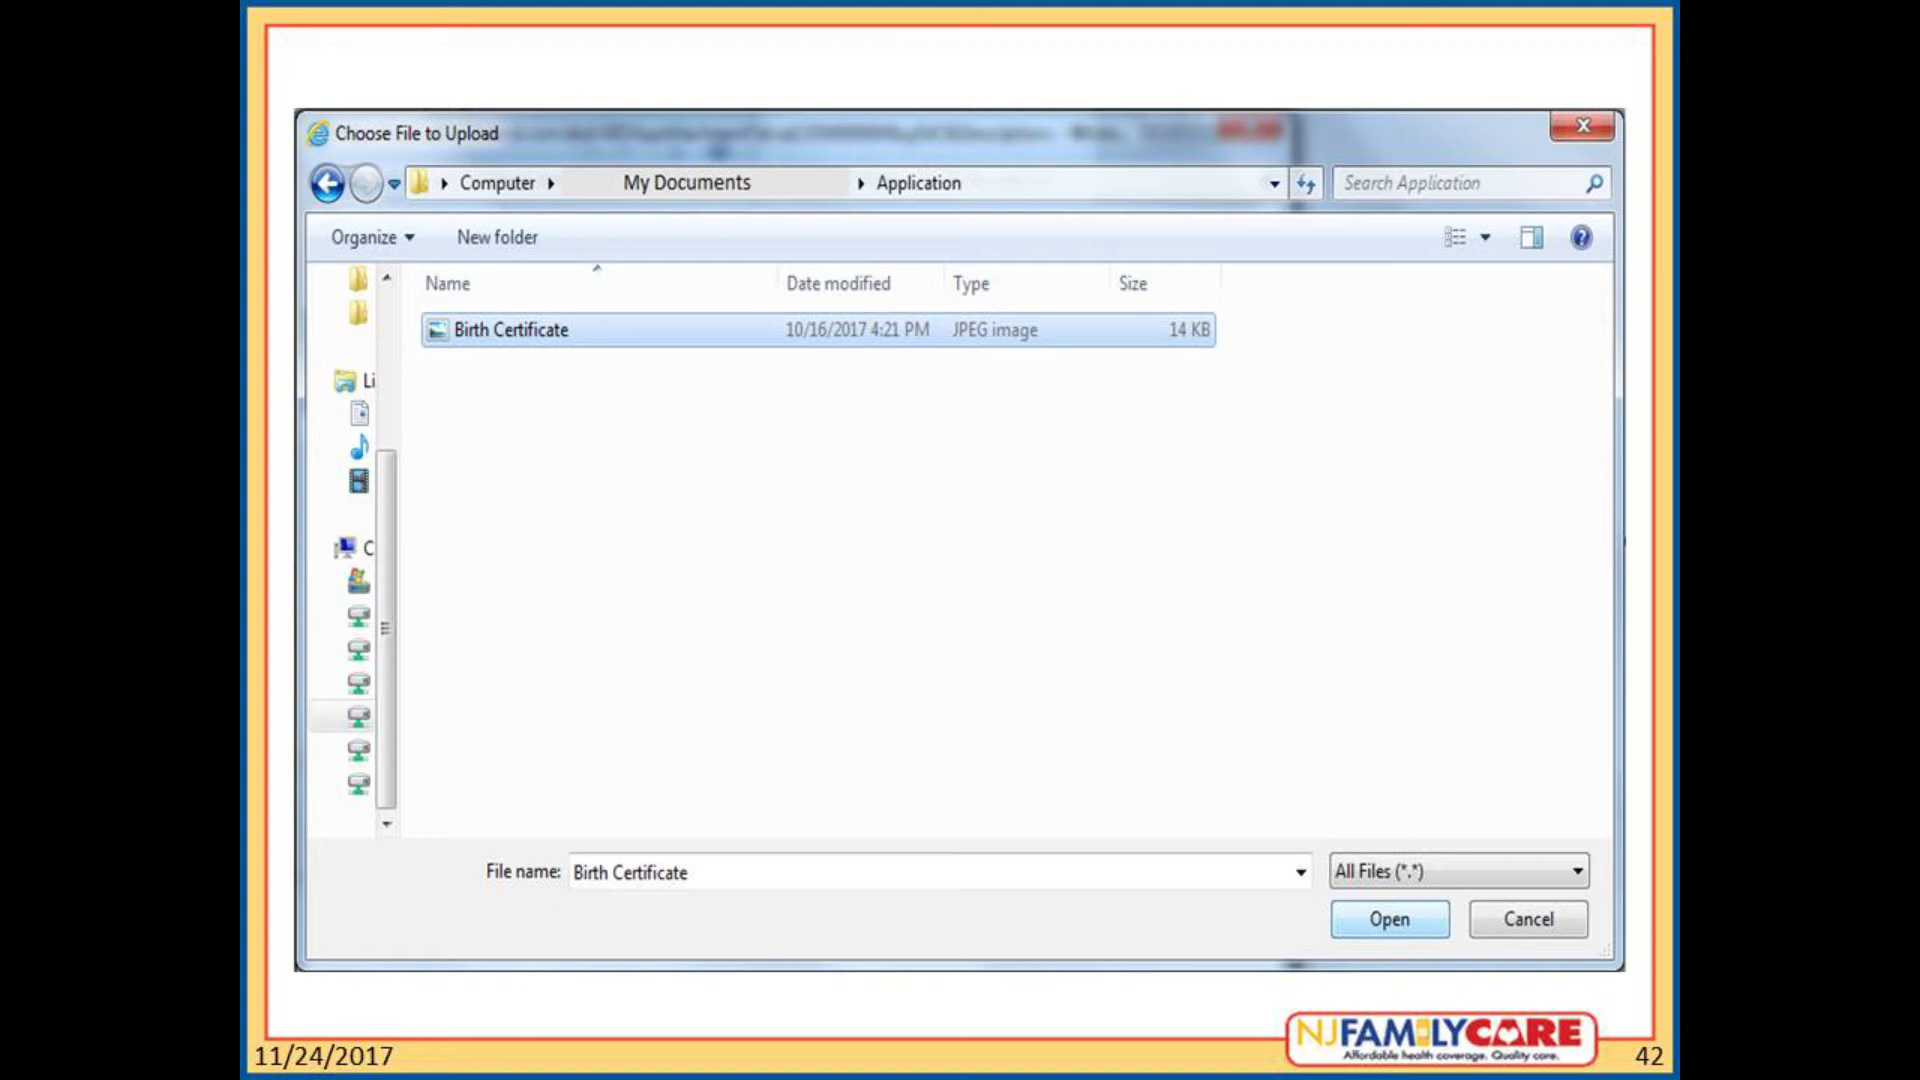 Choose File to Upload
Computer My Documents Application Search Application
Organize New folder
Name Date modified Type Size
Birth Certificate 10/16/2017 4:21 PM JPEG image 14 KB
Li
C
File name: Birth Certificate All Files (*.*)
Open Cancel
NJFAMILYCARE
Affordable health coverage. Quality care.
11/24/2017 42